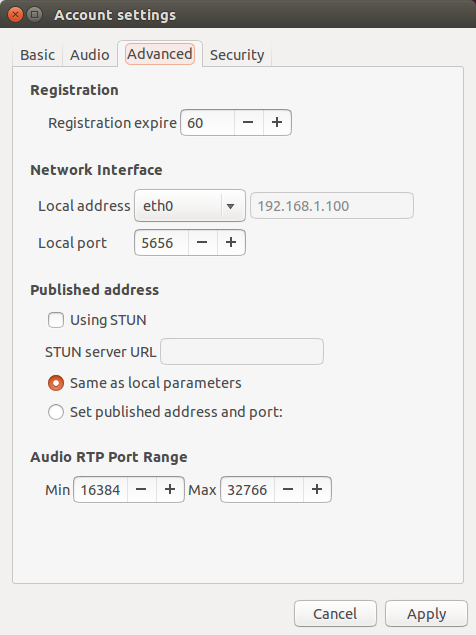 Account settings
Basic Audio Advanced Security
Registration
Registration expire 60 − +
Network Interface
Local address eth0 192.168.1.100
Local port 5656 − +
Published address
Using STUN
STUN server URL
Same as local parameters
Set published address and port:
Audio RTP Port Range
Min 16384 − + Max 32766 − +
Cancel Apply